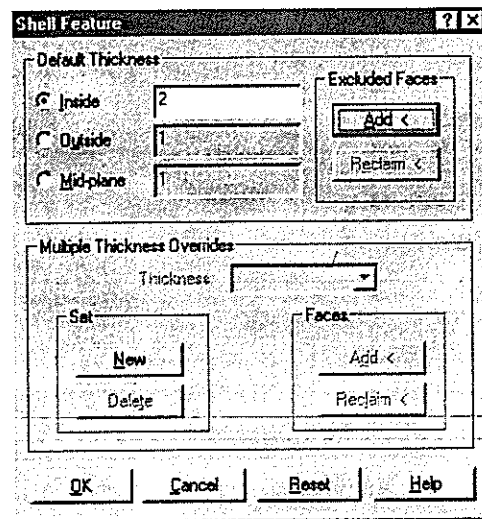 Shell Feature ? X
Default Thickness
Inside 2
Outside 1
Mid-plane 1
Excluded Faces
Add <
Reclaim <
Multiple Thickness Overrides
Thickness:
Set
New
Delete
Faces
Add <
Reclaim <
OK Cancel Reset Help